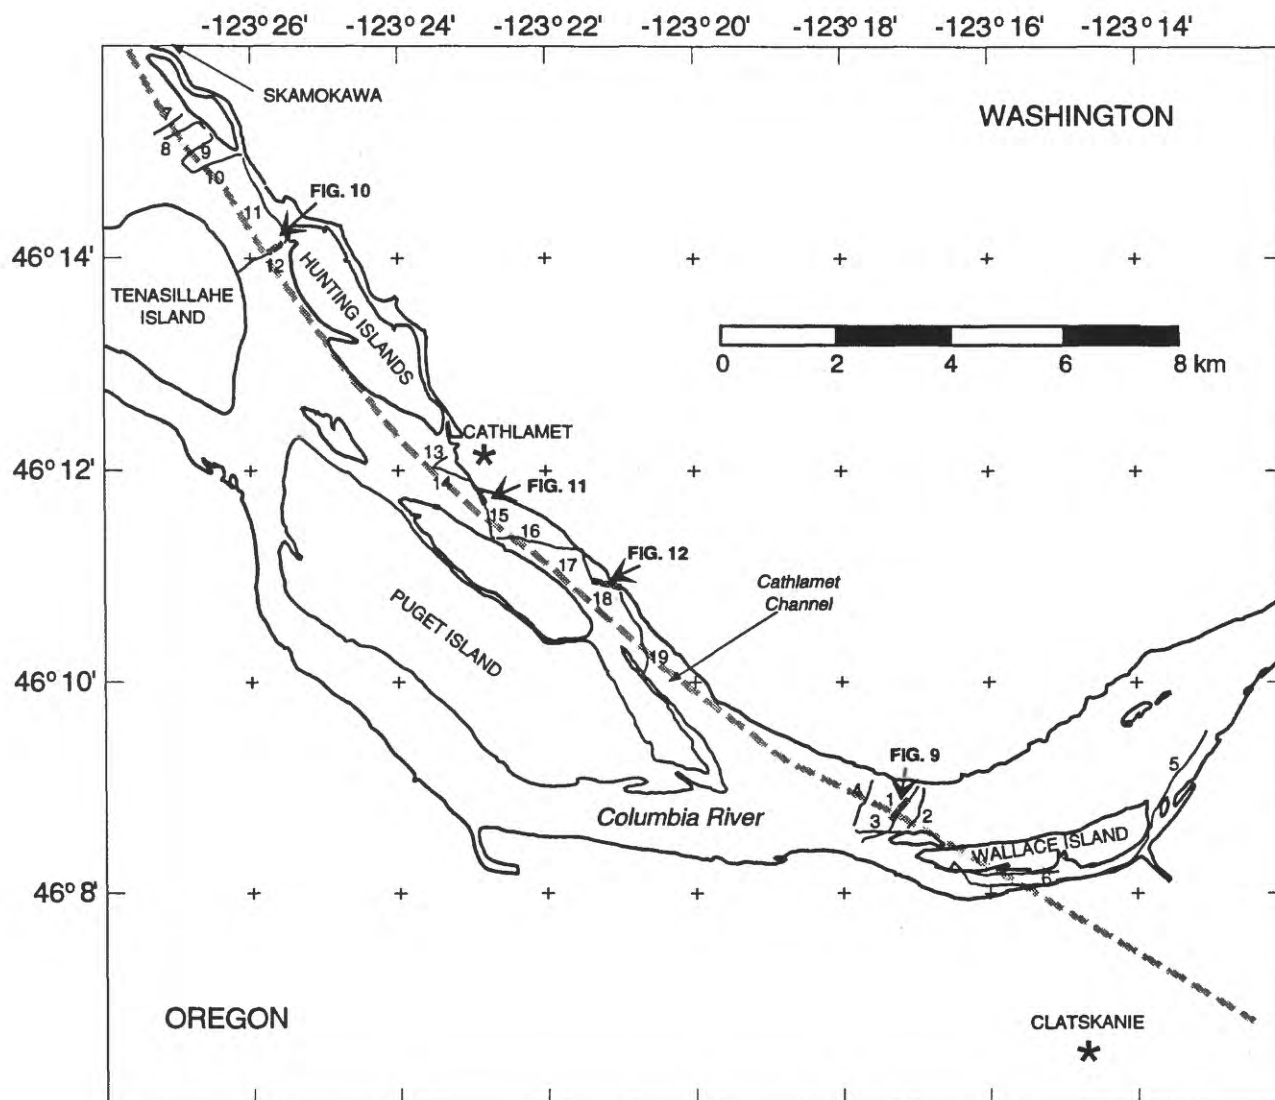 -123° 26' -123° 24' -123° 22' -123° 20' -123° 18' -123° 16' -123° 14'
SKAMOKAWA
WASHINGTON
8
9
10
FIG. 10
11
46° 14'
12
HUNTING ISLANDS
TENASILLAHE
ISLAND
0 2 4 6 8 km
CATHLAMET
13
46° 12'
14
FIG. 11
15
16
FIG. 12
17
18
Cathlamet
Channel
PUGET ISLAND
19
46° 10'
FIG. 9
5
4
1
2
3
Columbia River
WALLACE ISLAND
6
46° 8'
OREGON
CLATSKANIE